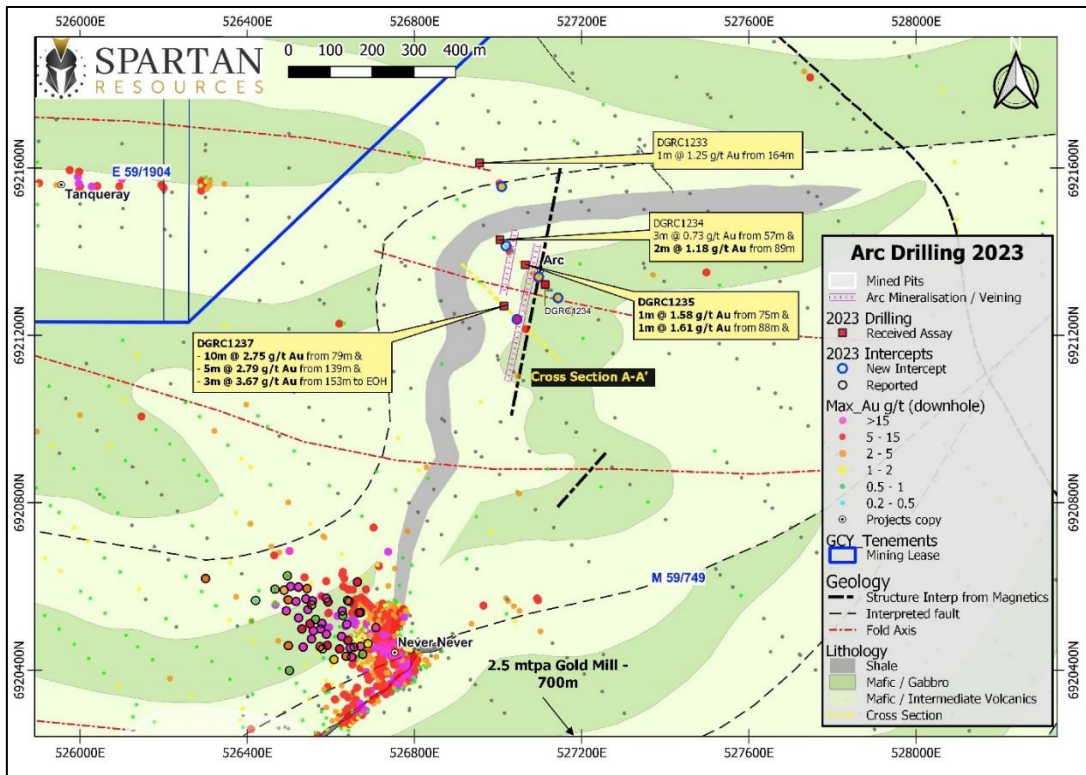 526000E
526400E
526800E
527200E
527600E
528000E
SPARTAN
RESOURCES
0 100 200 300 400 m
N
6921600N
6921600N
E 59/1904
Tanqueray
DGRC1233
1m @ 1.25 g/t Au from 164m
DGRC1234
3m @ 0.73 g/t Au from 57m &
2m @ 1.18 g/t Au from 89m
Arc
DGRC1234
DGRC1235
1m @ 1.58 g/t Au from 75m &
1m @ 1.61 g/t Au from 88m &
6921200N
6921200N
DGRC1237
- 10m @ 2.75 g/t Au from 79m &
- 5m @ 2.79 g/t Au from 139m &
- 3m @ 3.67 g/t Au from 153m to EOH
Cross Section A-A'
6920800N
6920800N
M 59/749
Never Never
2.5 mtpa Gold Mill -
700m
6920400N
6920400N
Arc Drilling 2023
Mined Pits
Arc Mineralisation / Veining
2023 Drilling
Received Assay
2023 Intercepts
New Intercept
Reported
Max_Au g/t (downhole)
>15
5 - 15
2 - 5
1 - 2
0.5 - 1
0.2 - 0.5
Projects copy
GCY_Tenements
Mining Lease
Geology
Structure Interp from Magnetics
Interpreted fault
Fold Axis
Lithology
Shale
Mafic / Gabbro
Mafic / Intermediate Volcanics
Cross Section
526000E
526400E
526800E
527200E
527600E
528000E